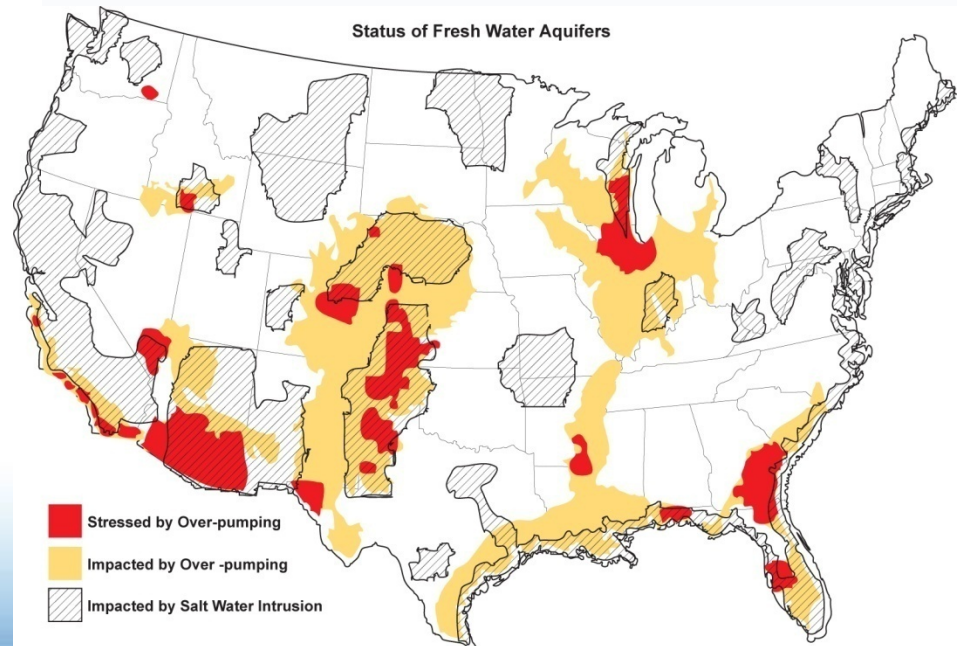 Status of Fresh Water Aquifers
Stressed by Over-pumping
Impacted by Over -pumping
Impacted by Salt Water Intrusion